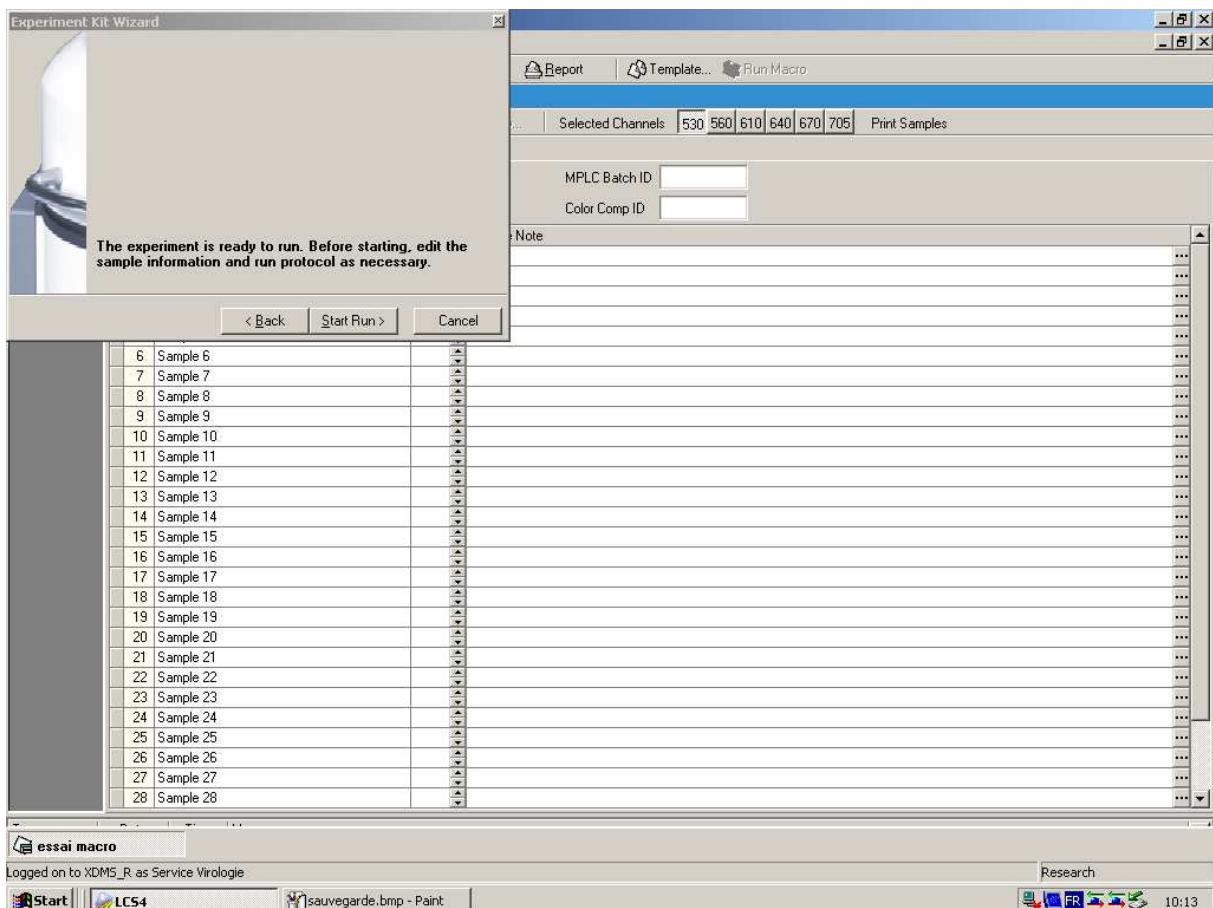 Experiment Kit Wizard
Report Template... Run Macro
Selected Channels 530 560 610 640 670 705 Print Samples
MPLC Batch ID
Color Comp ID
Note
The experiment is ready to run. Before starting, edit the
sample information and run protocol as necessary.
< Back Start Run > Cancel
6 Sample 6
7 Sample 7
8 Sample 8
9 Sample 9
10 Sample 10
11 Sample 11
12 Sample 12
13 Sample 13
14 Sample 14
15 Sample 15
16 Sample 16
17 Sample 17
18 Sample 18
19 Sample 19
20 Sample 20
21 Sample 21
22 Sample 22
23 Sample 23
24 Sample 24
25 Sample 25
26 Sample 26
27 Sample 27
28 Sample 28
essai macro
Logged on to XDMS_R as Service Virologie Research
Start LCS4 sauvegarde.bmp - Paint FR 10:13